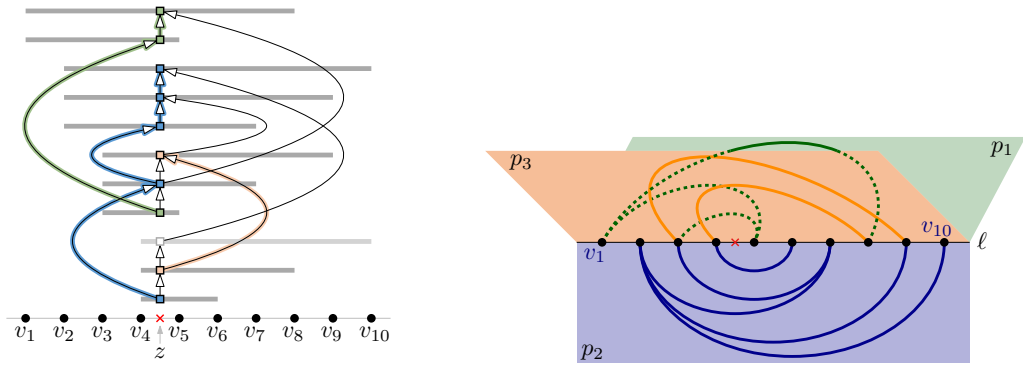 v₁ v₂ v₃ v₄ v₅ v₆ v₇ v₈ v₉ v₁₀
z
p₃ p₁
v₁ v₁₀ ℓ
p₂